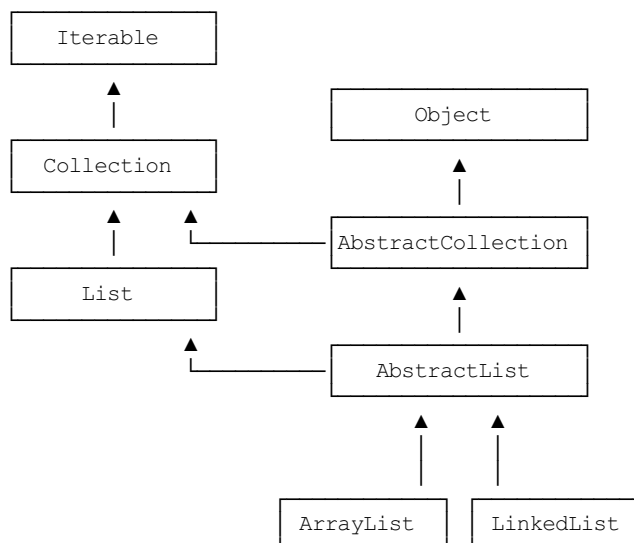 Iterable
Object
Collection
AbstractCollection
List
AbstractList
ArrayList
LinkedList